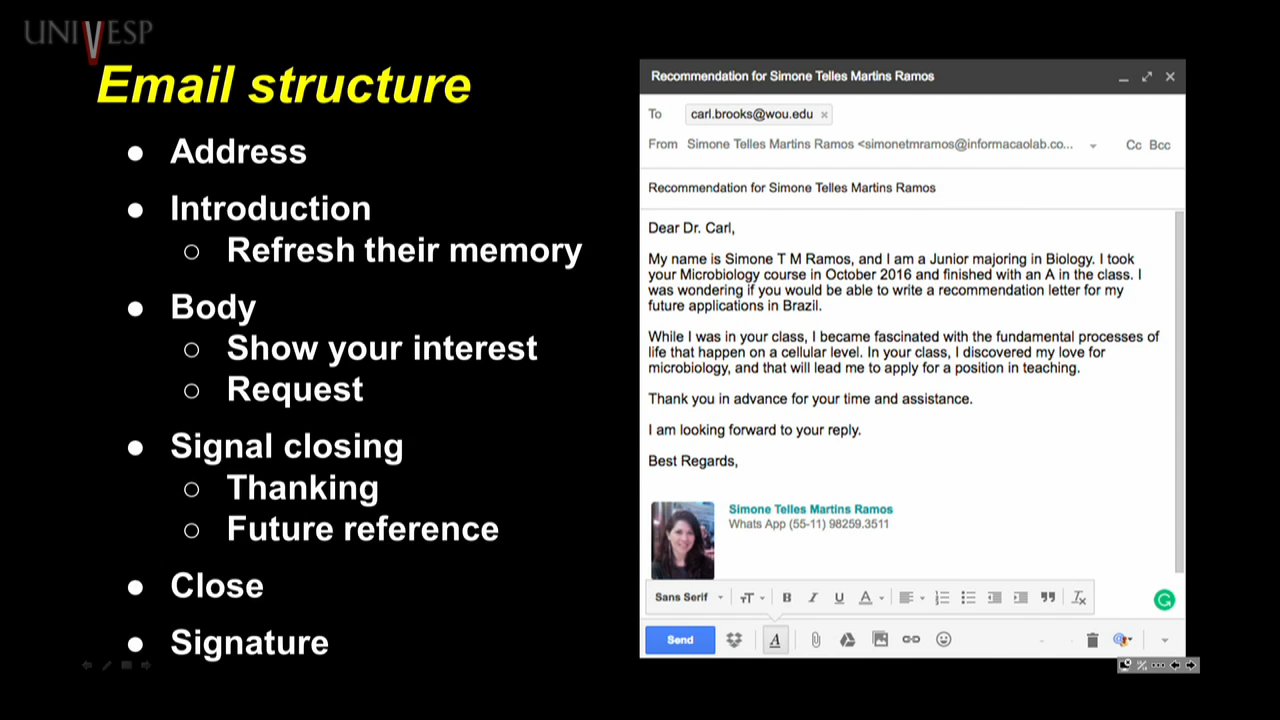 UNIVESP
Email structure
● Address
● Introduction
○ Refresh their memory
● Body
○ Show your interest
○ Request
● Signal closing
○ Thanking
○ Future reference
● Close
● Signature
Recommendation for Simone Telles Martins Ramos
To carl.brooks@wou.edu ×
From Simone Telles Martins Ramos <simonetmramos@informacaolab.co... Cc Bcc
Recommendation for Simone Telles Martins Ramos
Dear Dr. Carl,
My name is Simone T M Ramos, and I am a Junior majoring in Biology. I took
your Microbiology course in October 2016 and finished with an A in the class. I
was wondering if you would be able to write a recommendation letter for my
future applications in Brazil.
While I was in your class, I became fascinated with the fundamental processes of
life that happen on a cellular level. In your class, I discovered my love for
microbiology, and that will lead me to apply for a position in teaching.
Thank you in advance for your time and assistance.
I am looking forward to your reply.
Best Regards,
Simone Telles Martins Ramos
Whats App (55-11) 98259.3511
Sans Serif TT B I U A
Send A